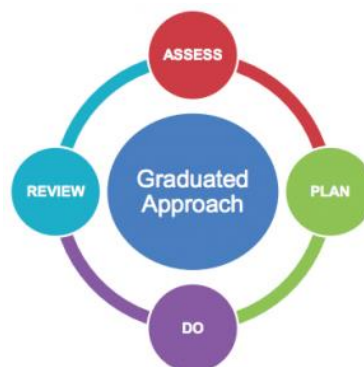 ASSESS
REVIEW
Graduated
Approach
PLAN
DO